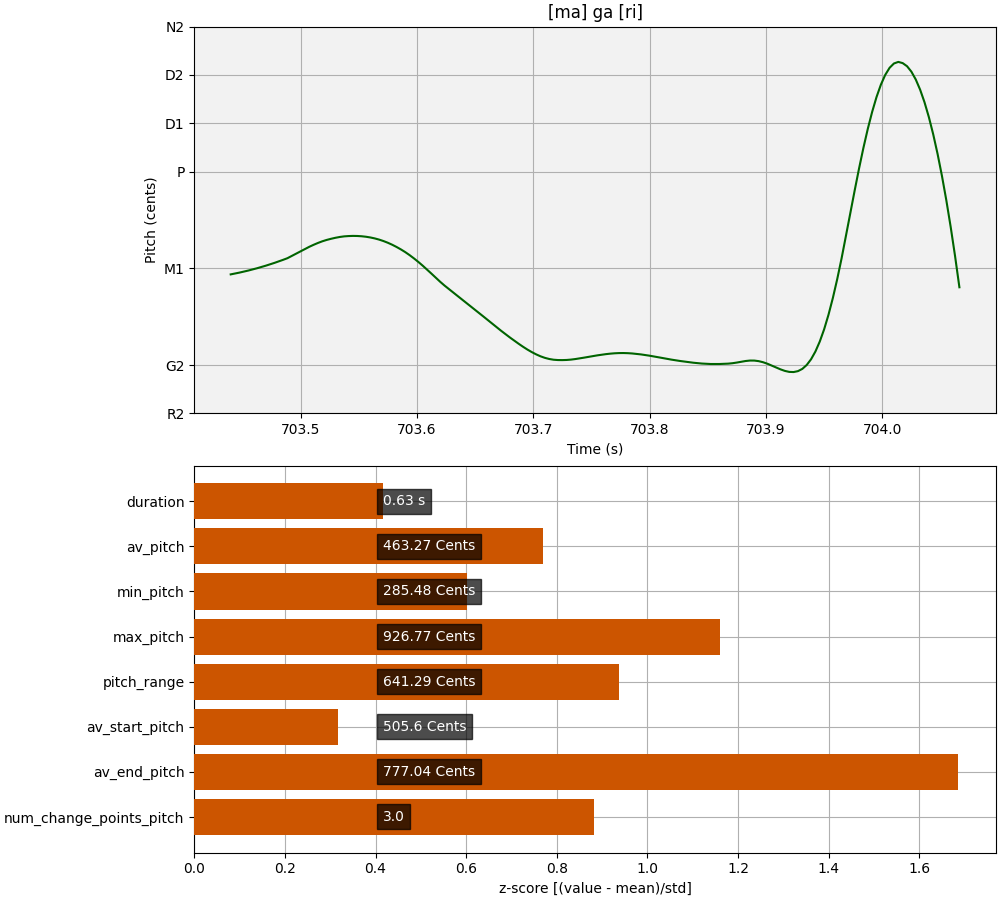 [ma] ga [ri]
N2
D2
D1
P
M1
G2
R2
Pitch (cents)
703.5 703.6 703.7 703.8 703.9 704.0
Time (s)
duration 0.63 s
av_pitch 463.27 Cents
min_pitch 285.48 Cents
max_pitch 926.77 Cents
pitch_range 641.29 Cents
av_start_pitch 505.6 Cents
av_end_pitch 777.04 Cents
num_change_points_pitch 3.0
0.0 0.2 0.4 0.6 0.8 1.0 1.2 1.4 1.6
z-score [(value - mean)/std]